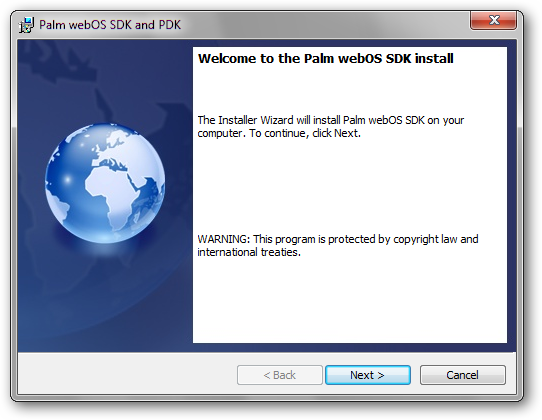 Palm webOS SDK and PDK
Welcome to the Palm webOS SDK install
The Installer Wizard will install Palm webOS SDK on your
computer. To continue, click Next.
WARNING: This program is protected by copyright law and
international treaties.
< Back
Next >
Cancel